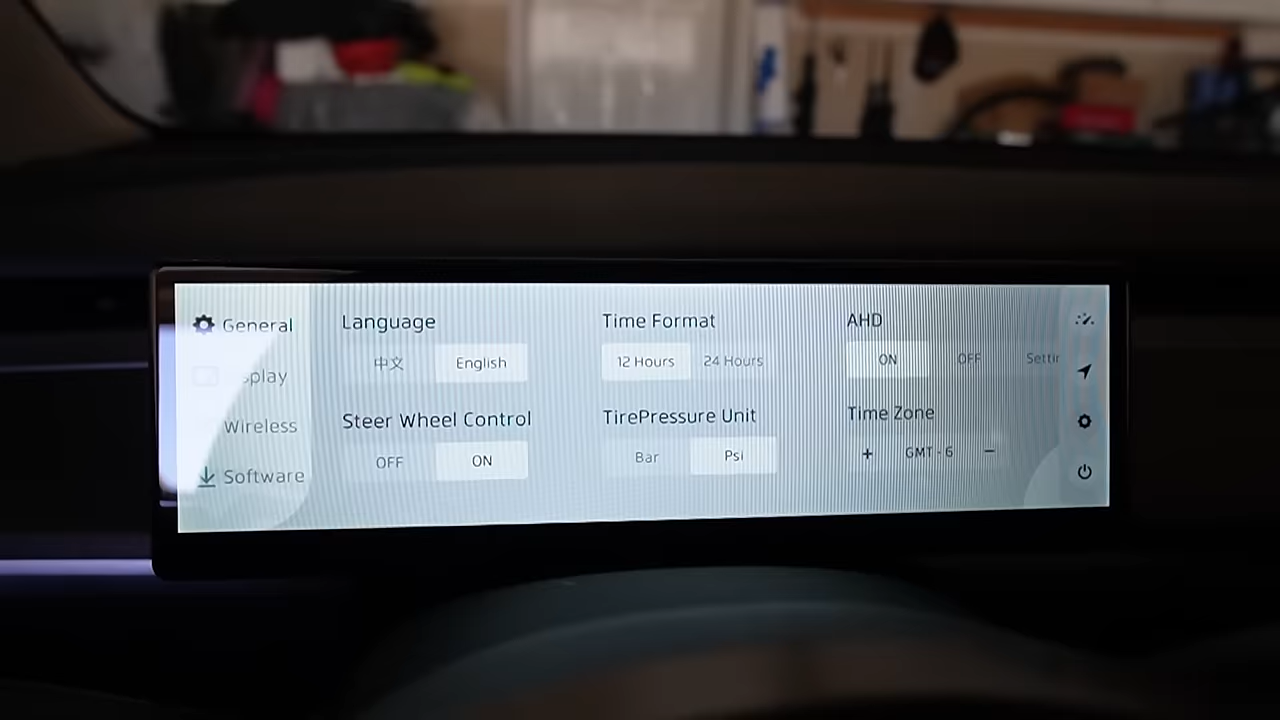 General
play
Wireless
Software
Language
中文 English
Steer Wheel Control
OFF ON
Time Format
12 Hours 24 Hours
TirePressure Unit
Bar Psi
AHD
ON OFF Settin
Time Zone
+ GMT - 6 −